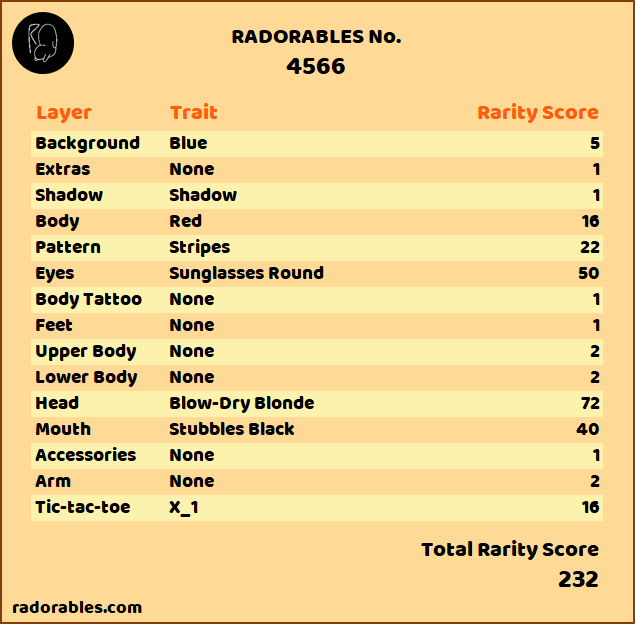 RADORABLES No.
4566
Layer Trait Rarity Score
Background Blue 5
Extras None 1
Shadow Shadow 1
Body Red 16
Pattern Stripes 22
Eyes Sunglasses Round 50
Body Tattoo None 1
Feet None 1
Upper Body None 2
Lower Body None 2
Head Blow-Dry Blonde 72
Mouth Stubbles Black 40
Accessories None 1
Arm None 2
Tic-tac-toe X_1 16
Total Rarity Score
232
radorables.com